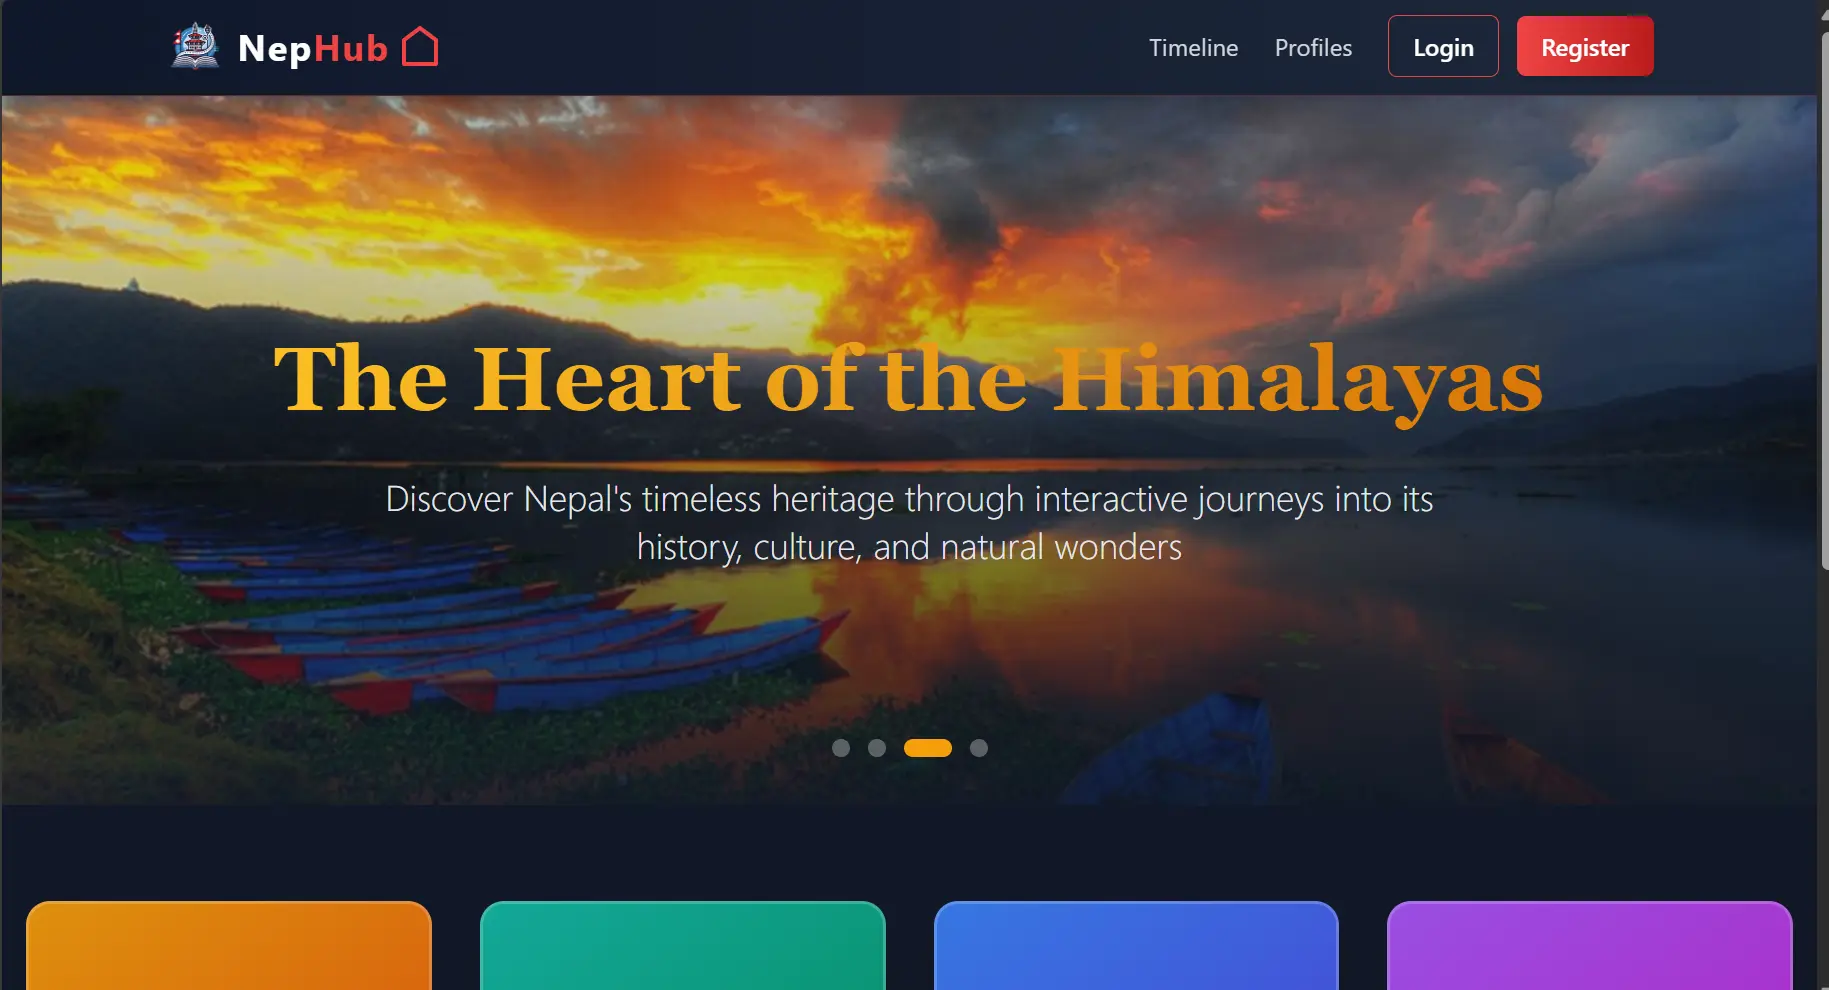 NepHub
Timeline
Profiles
Login
Register
The Heart of the Himalayas
Discover Nepal's timeless heritage through interactive journeys into its
history, culture, and natural wonders